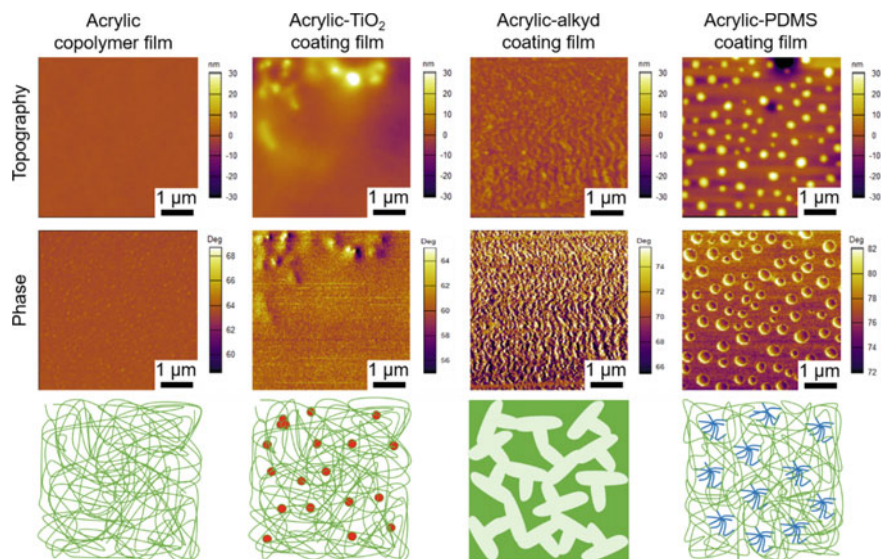 Acrylic
copolymer film
Acrylic-TiO₂
coating film
Acrylic-alkyd
coating film
Acrylic-PDMS
coating film
Topography
nm
30
20
10
0
-10
-20
-30
1 µm
nm
30
20
10
0
-10
-20
-30
1 µm
nm
30
20
10
0
-10
-20
-30
1 µm
nm
30
20
10
0
-10
-20
-30
1 µm
Phase
Deg
68
66
64
62
60
1 µm
Deg
64
62
60
58
56
1 µm
Deg
74
72
70
68
66
1 µm
Deg
82
80
78
76
74
72
1 µm